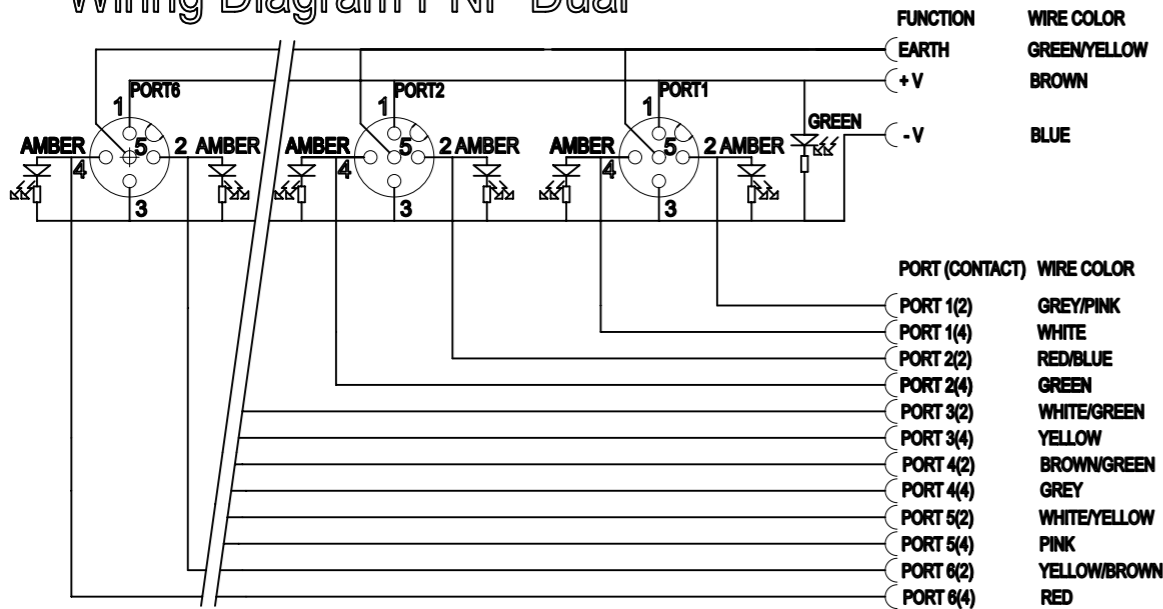 Wiring Diagram PNP Dual
FUNCTION WIRE COLOR
EARTH GREEN/YELLOW
+ V BROWN
- V BLUE
GREEN
PORT6 PORT2 PORT1
1 1 1
AMBER 5 2 AMBER AMBER 5 2 AMBER AMBER 5 2 AMBER
4 4 4
3 3 3
PORT (CONTACT) WIRE COLOR
PORT 1(2) GREY/PINK
PORT 1(4) WHITE
PORT 2(2) RED/BLUE
PORT 2(4) GREEN
PORT 3(2) WHITE/GREEN
PORT 3(4) YELLOW
PORT 4(2) BROWN/GREEN
PORT 4(4) GREY
PORT 5(2) WHITE/YELLOW
PORT 5(4) PINK
PORT 6(2) YELLOW/BROWN
PORT 6(4) RED